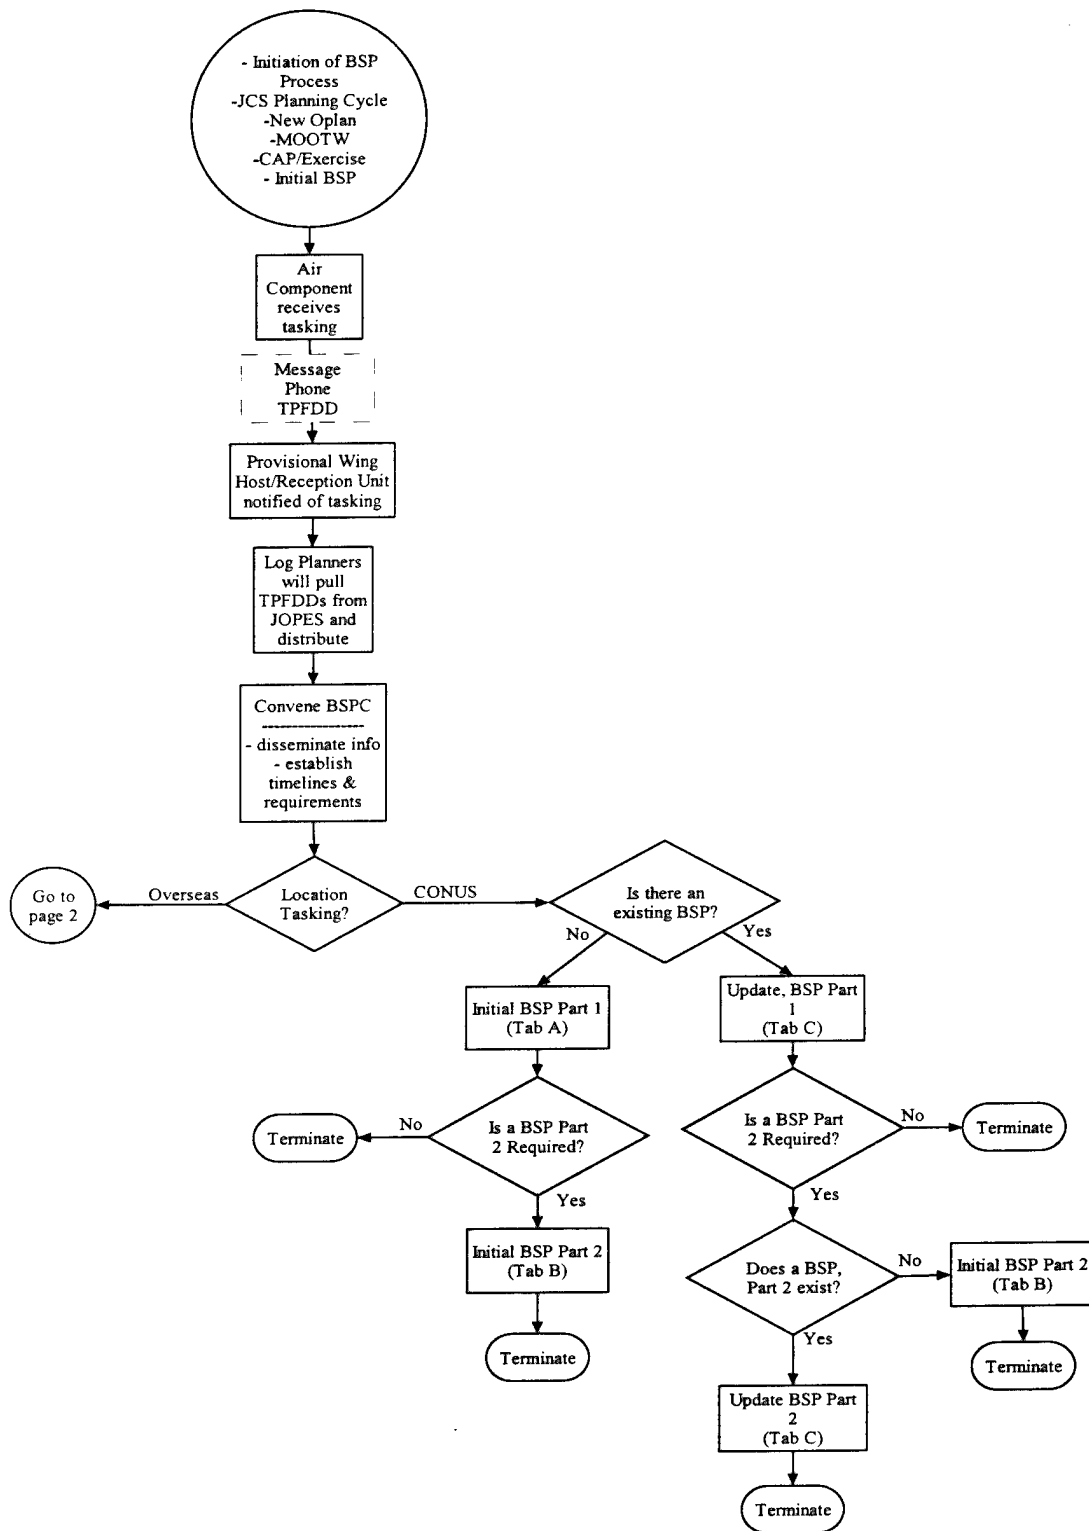 - Initiation of BSP
Process
-JCS Planning Cycle
-New Oplan
-MOOTW
-CAP/Exercise
- Initial BSP
Air
Component
receives
tasking
Message
Phone
TPFDD
Provisional Wing
Host/Reception Unit
notified of tasking
Log Planners
will pull
TPFDDs from
JOPES and
distribute
Convene BSPC
--------------------
- disseminate info
- establish
timelines &
requirements
Go to
page 2
Overseas
Location
Tasking?
CONUS
Is there an
existing BSP?
No
Yes
Initial BSP Part 1
(Tab A)
Update, BSP Part
1
(Tab C)
Terminate
No
Is a BSP Part
2 Required?
Yes
Is a BSP Part
2 Required?
No
Terminate
Yes
Initial BSP Part 2
(Tab B)
Terminate
Does a BSP,
Part 2 exist?
No
Initial BSP Part 2
(Tab B)
Terminate
Yes
Update BSP Part
2
(Tab C)
Terminate